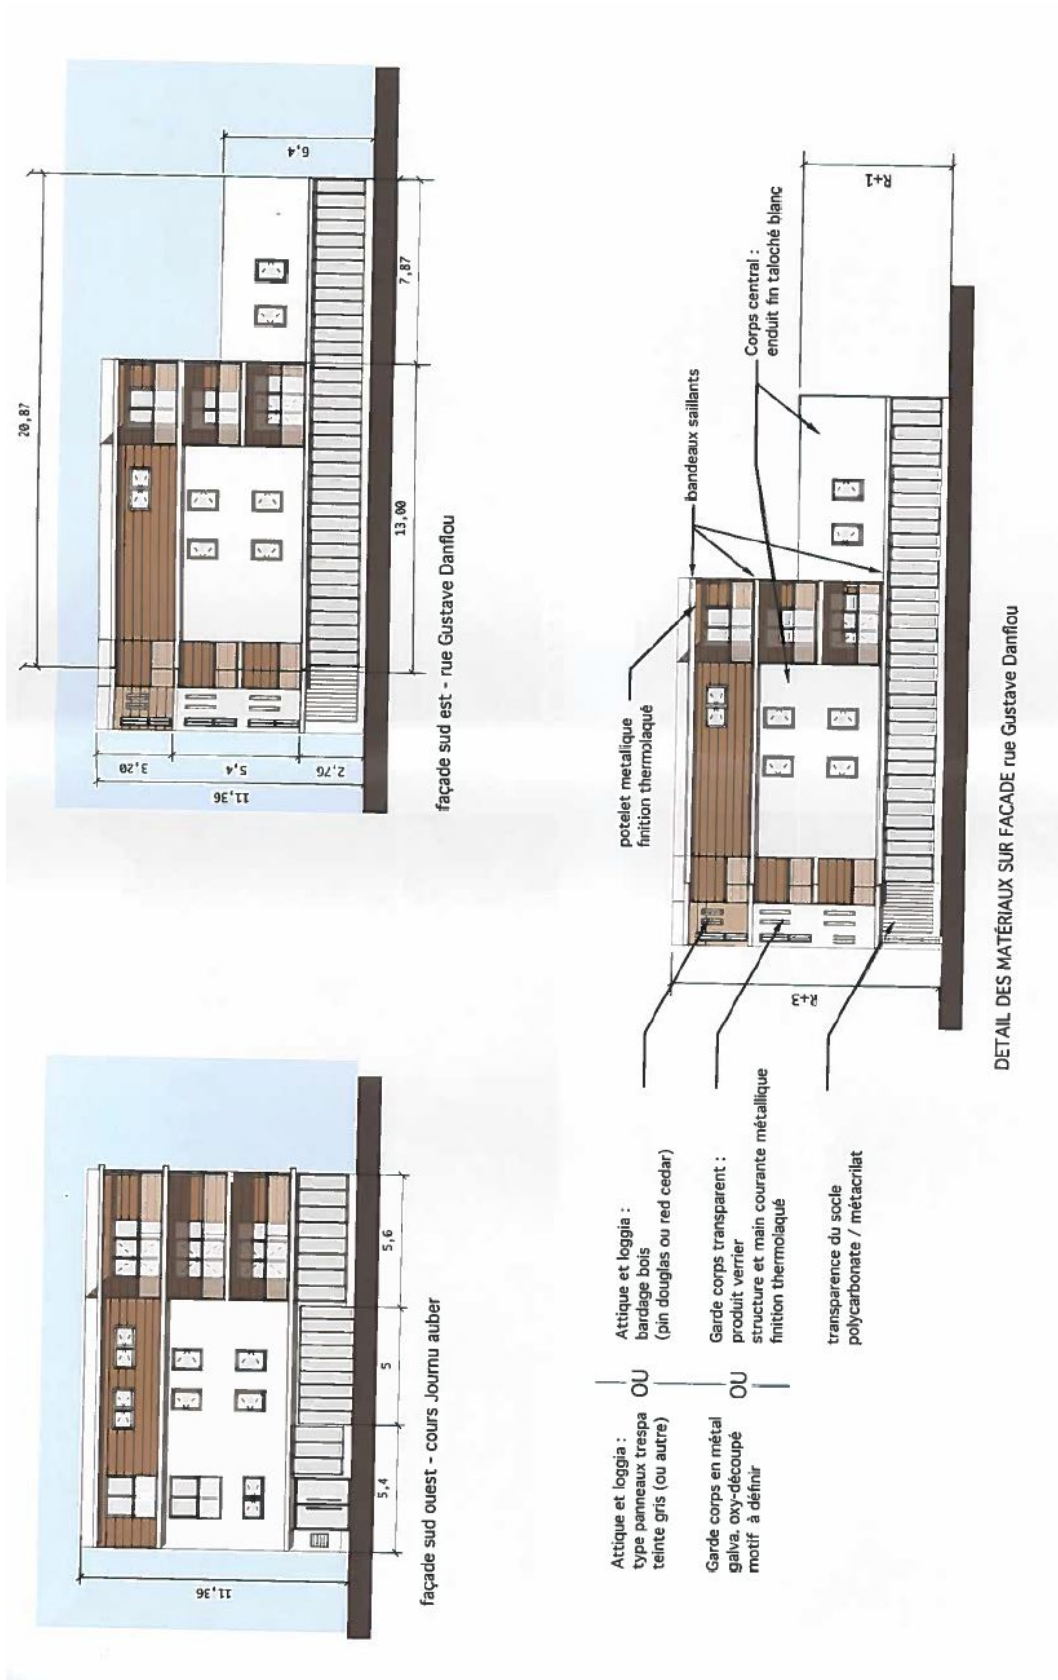 11,36
5,4
5
5,6
façade sud ouest - cours Journu auber
20,87
11,36
3,20
5,4
2,76
6,4
13,00
7,87
façade sud est - rue Gustave Danflou
Attique et loggia :
type panneaux trespa
teinte gris (ou autre)
OU
Attique et loggia :
bardage bois
(pin douglas ou red cedar)
Garde corps en métal
galva. oxy-découpé
motif à définir
OU
Garde corps transparent :
produit verrier
structure et main courante métallique
finition thermolaqué
transparence du socle
polycarbonate / métacrilat
potelet metallique
finition thermolaqué
bandeaux saillants
Corps central :
enduit fin taloché blanc
R+3
R+1
DETAIL DES MATÉRIAUX SUR FACADE rue Gustave Danflou